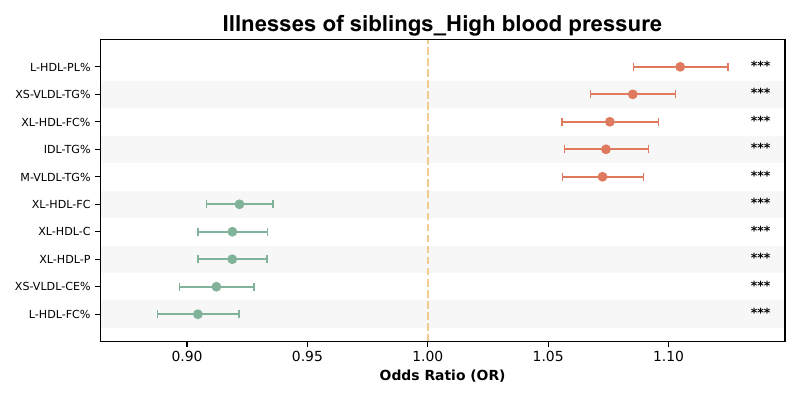 Illnesses of siblings_High blood pressure
L-HDL-PL% ***
XS-VLDL-TG% ***
XL-HDL-FC% ***
IDL-TG% ***
M-VLDL-TG% ***
XL-HDL-FC ***
XL-HDL-C ***
XL-HDL-P ***
XS-VLDL-CE% ***
L-HDL-FC% ***
0.90 0.95 1.00 1.05 1.10
Odds Ratio (OR)